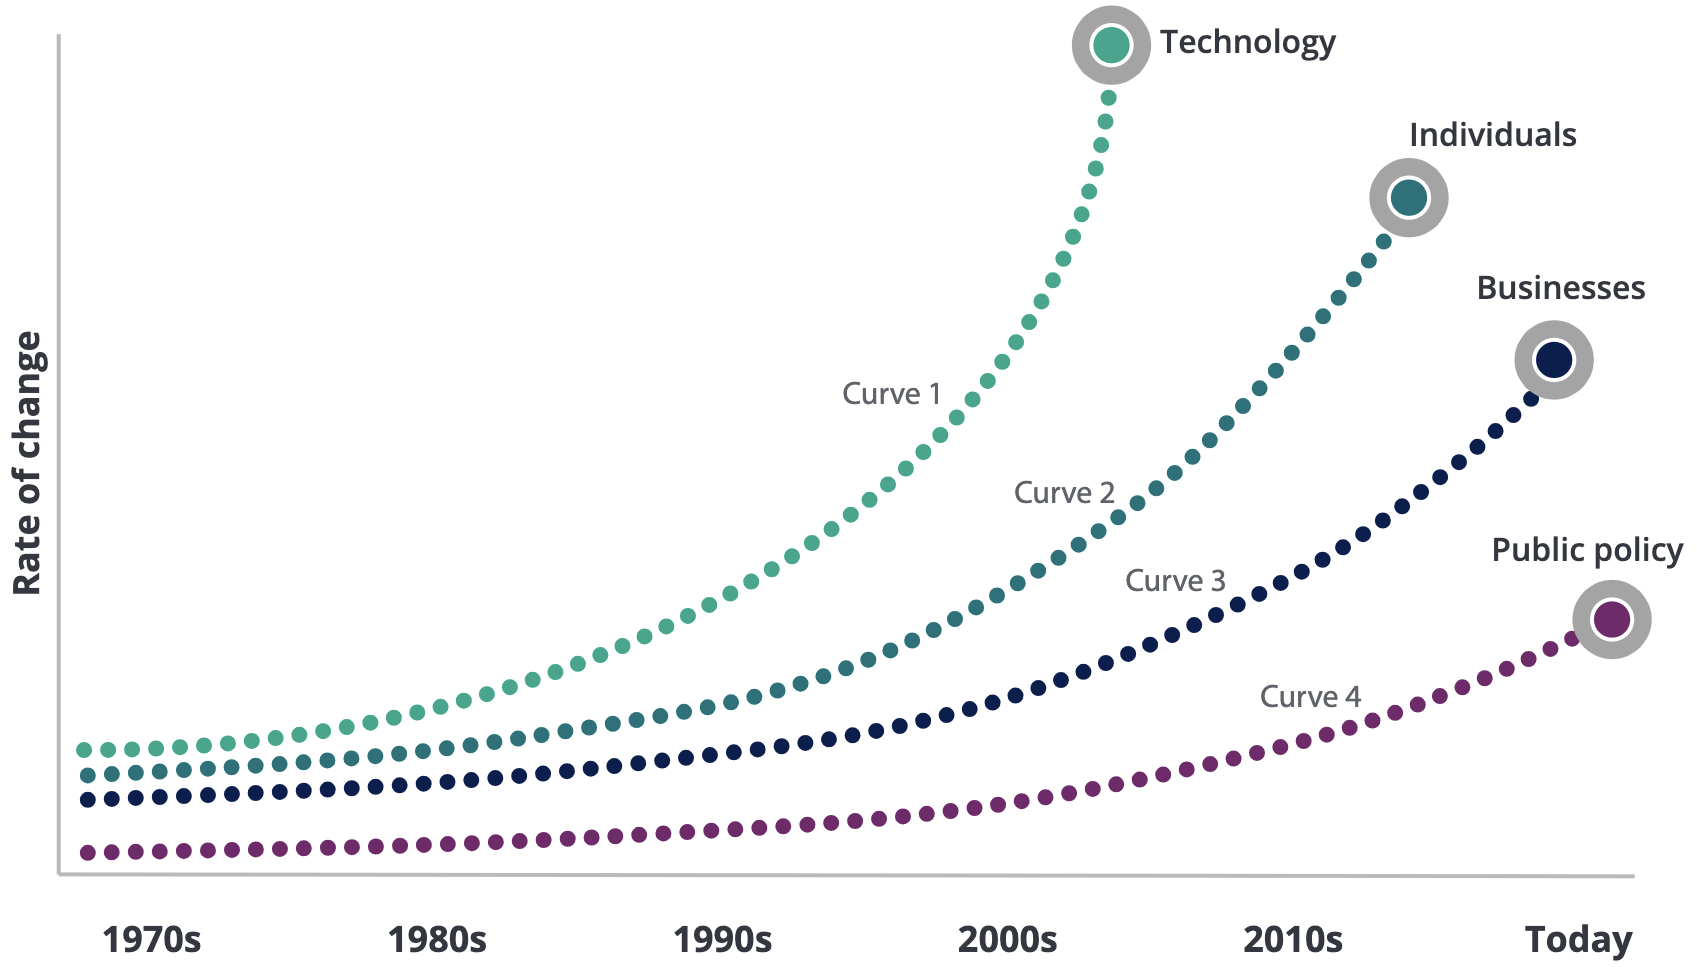 Technology
Individuals
Businesses
Curve 1
Curve 2
Public policy
Curve 3
Curve 4
Rate of change
1970s 1980s 1990s 2000s 2010s Today